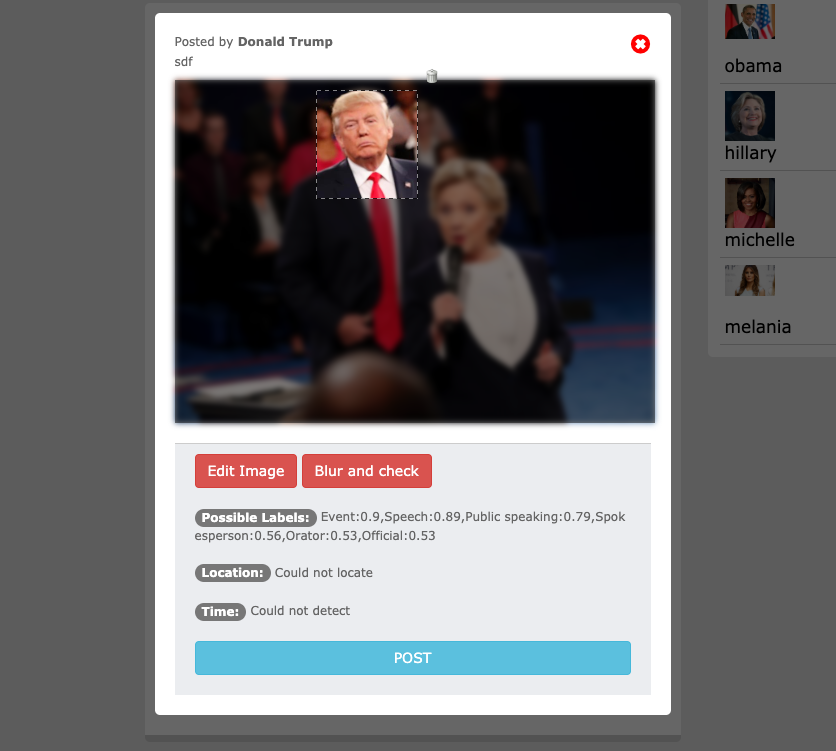 Posted by Donald Trump
sdf
Edit Image
Blur and check
Possible Labels: Event:0.9,Speech:0.89,Public speaking:0.79,Spok
esperson:0.56,Orator:0.53,Official:0.53
Location: Could not locate
Time: Could not detect
POST
obama
hillary
michelle
melania